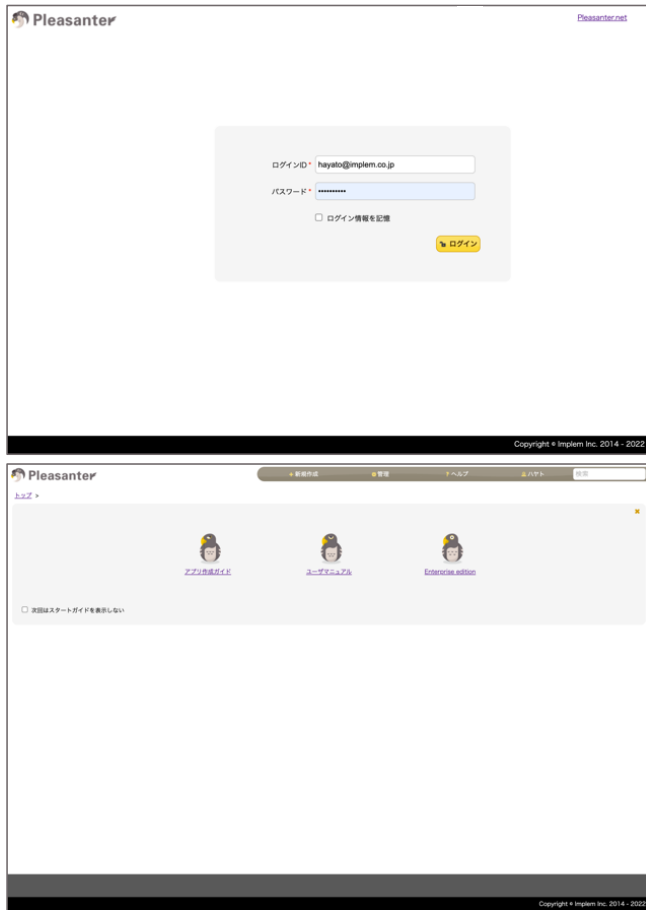 Pleasanter
Pleasanter.net
ログインID*
hayato@implem.co.jp
パスワード*
••••••••••
ログイン情報を記憶
ログイン
Copyright © Implem Inc. 2014 - 2022
Pleasanter
+ 新規作成
管理
? ヘルプ
ハヤト
検索
トップ »
アプリ作成ガイド
ユーザマニュアル
Enterprise edition
次回はスタートガイドを表示しない
Copyright © Implem Inc. 2014 - 2022